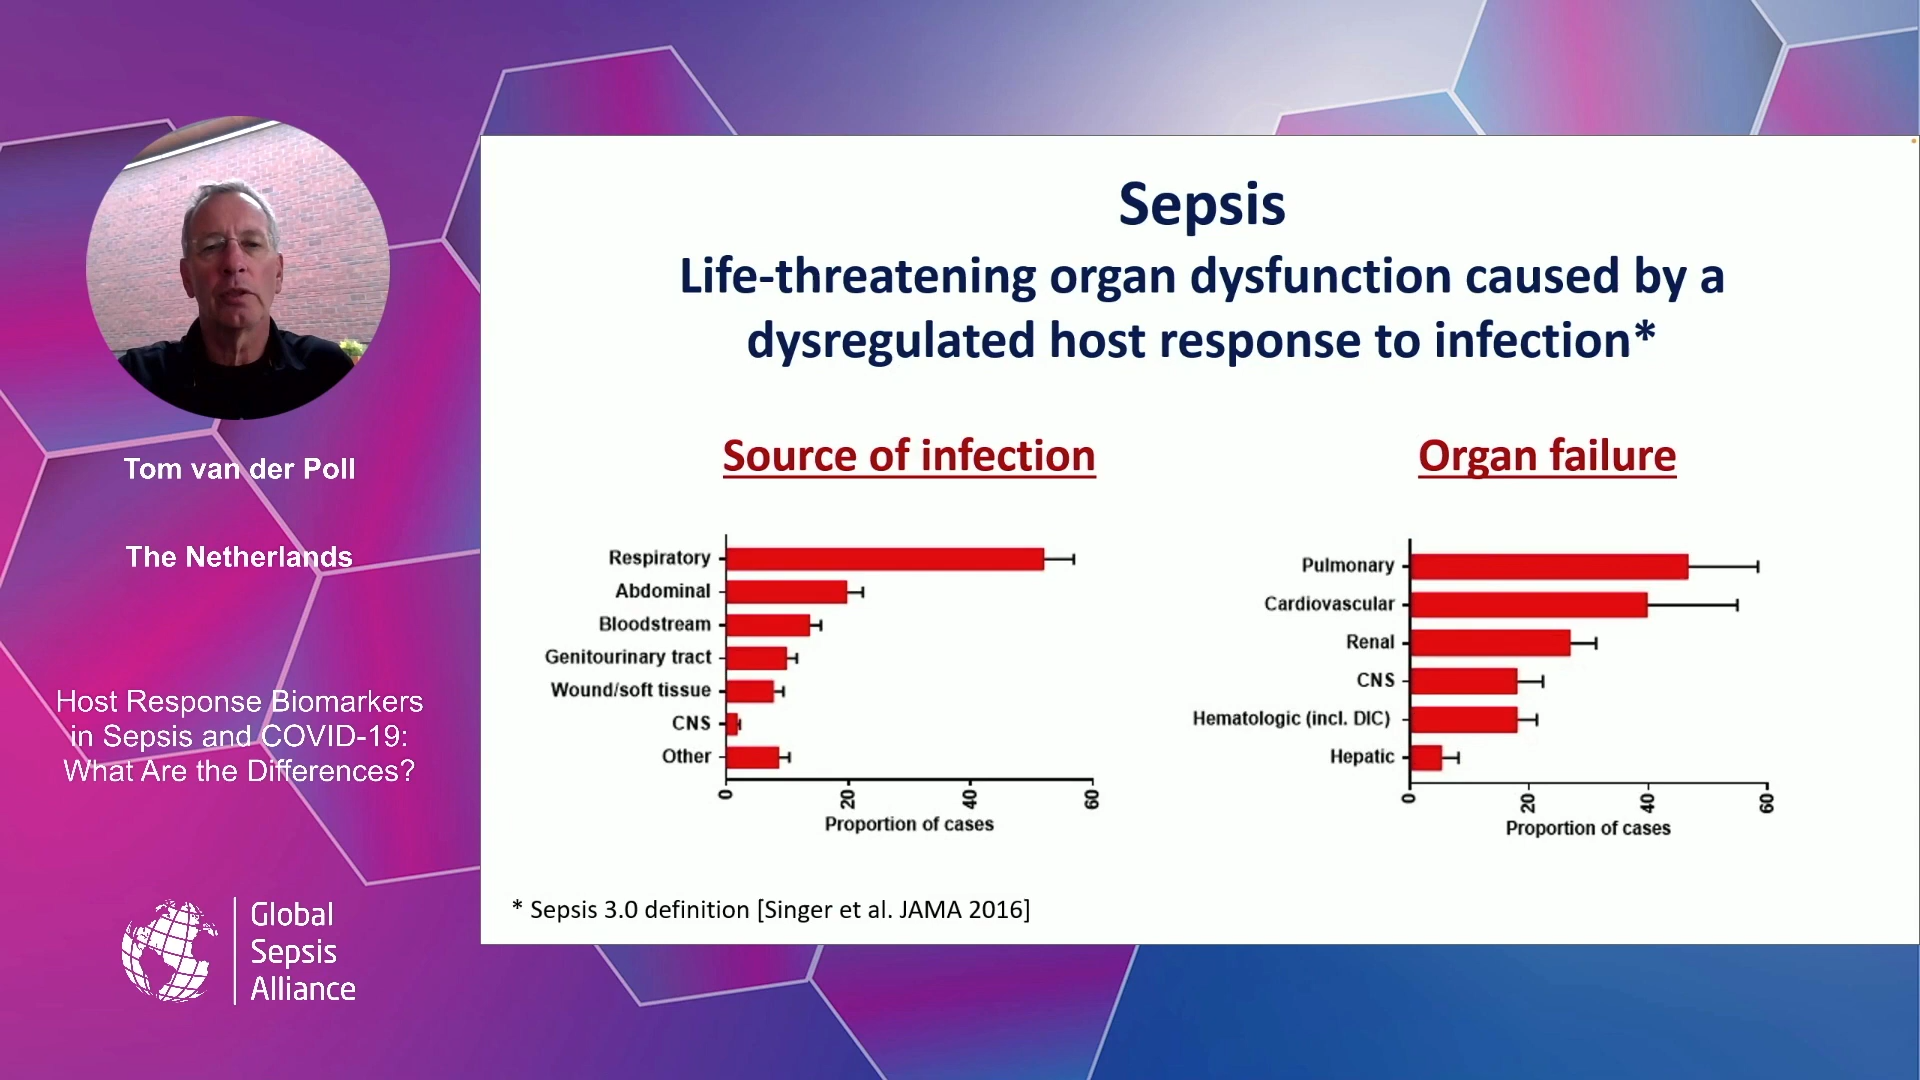 Tom van der Poll
The Netherlands
Host Response Biomarkers
in Sepsis and COVID-19:
What Are the Differences?
Global
Sepsis
Alliance
Sepsis
Life-threatening organ dysfunction caused by a
dysregulated host response to infection*
Source of infection
Respiratory
Abdominal
Bloodstream
Genitourinary tract
Wound/soft tissue
CNS
Other
0 20 40 60
Proportion of cases
Organ failure
Pulmonary
Cardiovascular
Renal
CNS
Hematologic (incl. DIC)
Hepatic
0 20 40 60
Proportion of cases
* Sepsis 3.0 definition [Singer et al. JAMA 2016]